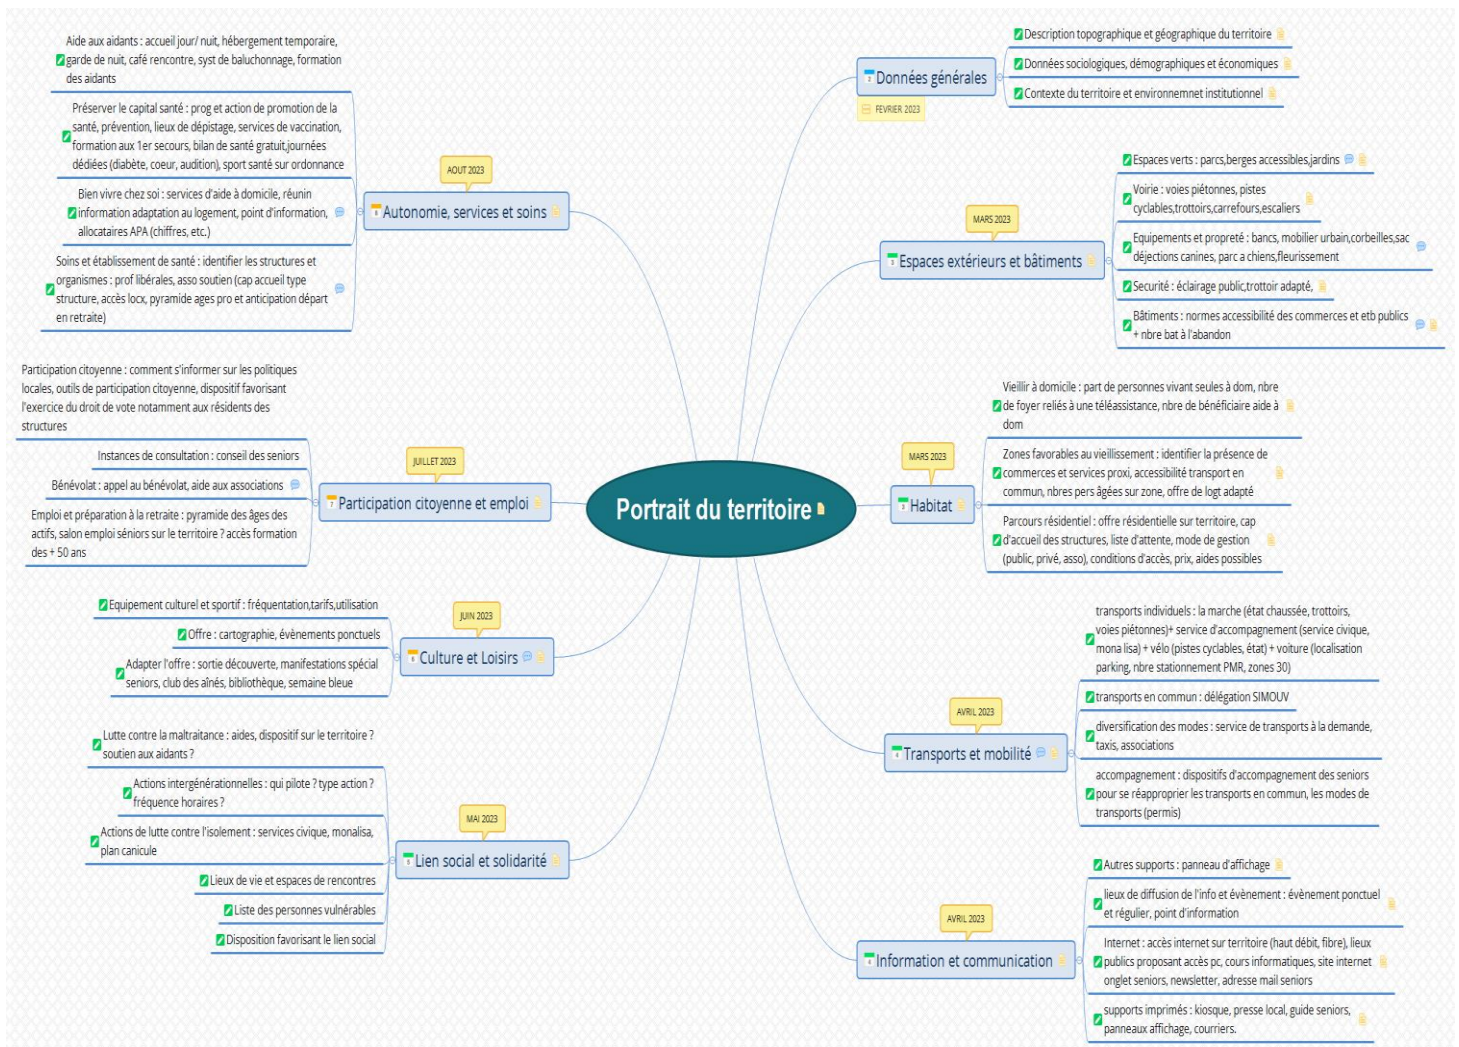 Portrait du territoire
Données générales
FEVRIER 2023
Description topographique et géographique du territoire
Données sociologiques, démographiques et économiques
Contexte du territoire et environnemnet institutionnel
MARS 2023
Espaces extérieurs et bâtiments
Espaces verts : parcs,berges accessibles,jardins
Voirie : voies piétonnes, pistes
cyclables,trottoirs,carrefours,escaliers
Equipements et propreté : bancs, mobilier urbain,corbeilles,sac
déjections canines, parc a chiens,fleurissement
Securité : éclairage public,trottoir adapté,
Bâtiments : normes accessibilité des commerces et etb publics
+ nbre bat à l'abandon
MARS 2023
Habitat
Vieillir à domicile : part de personnes vivant seules à dom, nbre
de foyer reliés à une téléassistance, nbre de bénéficiaire aide à
dom
Zones favorables au vieillissement : identifier la présence de
commerces et services proxi, accessibilité transport en
commun, nbres pers âgées sur zone, offre de logt adapté
Parcours résidentiel : offre résidentielle sur territoire, cap
d'accueil des structures, liste d'attente, mode de gestion
(public, privé, asso), conditions d'accès, prix, aides possibles
AVRIL 2023
Transports et mobilité
transports individuels : la marche (état chaussée, trottoirs,
voies piétonnes)+ service d'accompagnement (service civique,
mona lisa) + vélo (pistes cyclables, état) + voiture (localisation
parking, nbre stationnement PMR, zones 30)
transports en commun : délégation SIMOUV
diversification des modes : service de transports à la demande,
taxis, associations
accompagnement : dispositifs d'accompagnement des seniors
pour se réapproprier les transports en commun, les modes de
transports (permis)
AVRIL 2023
Information et communication
Autres supports : panneau d'affichage
lieux de diffusion de l'info et évènement : évènement ponctuel
et régulier, point d'information
Internet : accès internet sur territoire (haut débit, fibre), lieux
publics proposant accès pc, cours informatiques, site internet
onglet seniors, newsletter, adresse mail seniors
supports imprimés : kiosque, presse local, guide seniors,
panneaux affichage, courriers.
AOUT 2023
Autonomie, services et soins
Aide aux aidants : accueil jour/ nuit, hébergement temporaire,
garde de nuit, café rencontre, syst de baluchonnage, formation
des aidants
Préserver le capital santé : prog et action de promotion de la
santé, prévention, lieux de dépistage, services de vaccination,
formation aux 1er secours, bilan de santé gratuit,journées
dédiées (diabète, coeur, audition), sport santé sur ordonnance
Bien vivre chez soi : services d'aide à domicile, réunin
information adaptation au logement, point d'information,
allocataires APA (chiffres, etc.)
Soins et établissement de santé : identifier les structures et
organismes : prof libérales, asso soutien (cap accueil type
structure, accès locx, pyramide ages pro et anticipation départ
en retraite)
JUILLET 2023
Participation citoyenne et emploi
Participation citoyenne : comment s'informer sur les politiques
locales, outils de participation citoyenne, dispositif favorisant
l'exercice du droit de vote notamment aux résidents des
structures
Instances de consultation : conseil des seniors
Bénévolat : appel au bénévolat, aide aux associations
Emploi et préparation à la retraite : pyramide des âges des
actifs, salon emploi séniors sur le territoire ? accès formation
des + 50 ans
JUIN 2023
Culture et Loisirs
Equipement culturel et sportif : fréquentation,tarifs,utilisation
Offre : cartographie, évènements ponctuels
Adapter l'offre : sortie découverte, manifestations spécial
seniors, club des aînés, bibliothèque, semaine bleue
MAI 2023
Lien social et solidarité
Lutte contre la maltraitance : aides, dispositif sur le territoire ?
soutien aux aidants ?
Actions intergénérationnelles : qui pilote ? type action ?
fréquence horaires ?
Actions de lutte contre l'isolement : services civique, monalisa,
plan canicule
Lieux de vie et espaces de rencontres
Liste des personnes vulnérables
Disposition favorisant le lien social